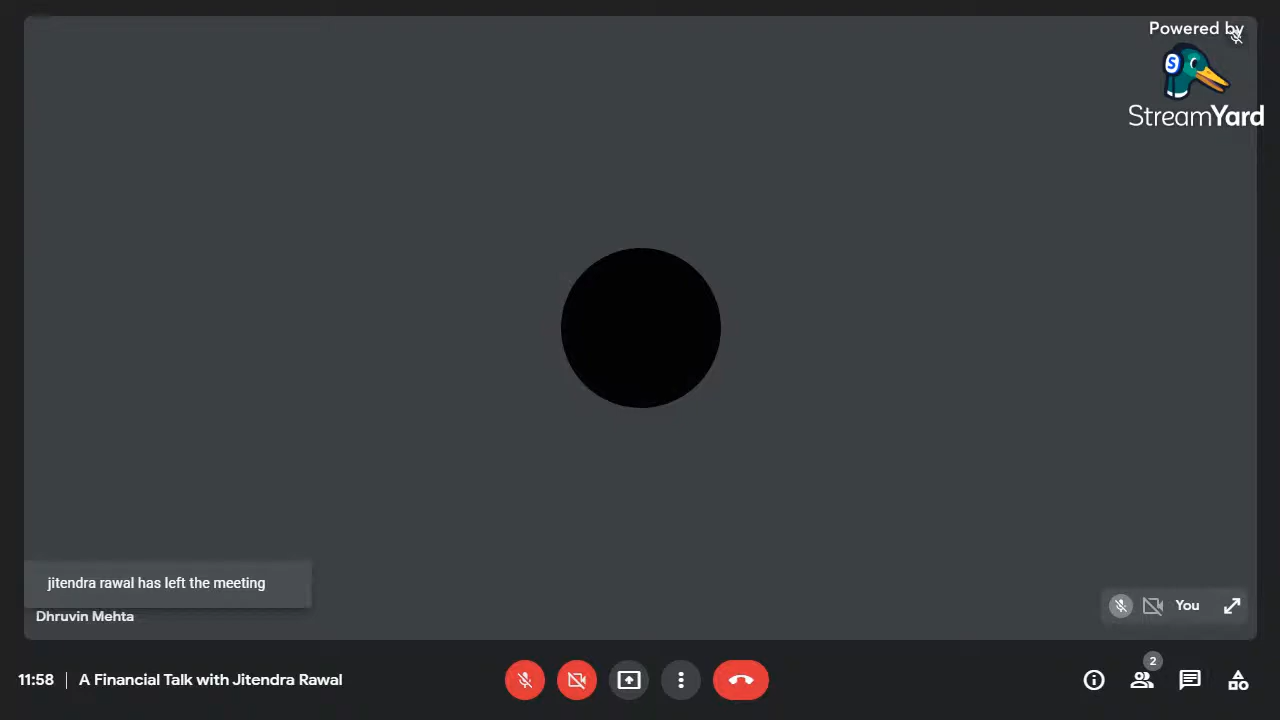 Powered by
S
StreamYard
jitendra rawal has left the meeting
Dhruvin Mehta
You
11:58 | A Financial Talk with Jitendra Rawal
2